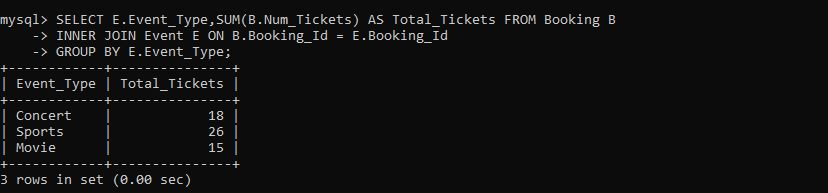 mysql> SELECT E.Event_Type,SUM(B.Num_Tickets) AS Total_Tickets FROM Booking B
    -> INNER JOIN Event E ON B.Booking_Id = E.Booking_Id
    -> GROUP BY E.Event_Type;
+------------+---------------+
| Event_Type | Total_Tickets |
+------------+---------------+
| Concert    |            18 |
| Sports     |            26 |
| Movie      |            15 |
+------------+---------------+
3 rows in set (0.00 sec)